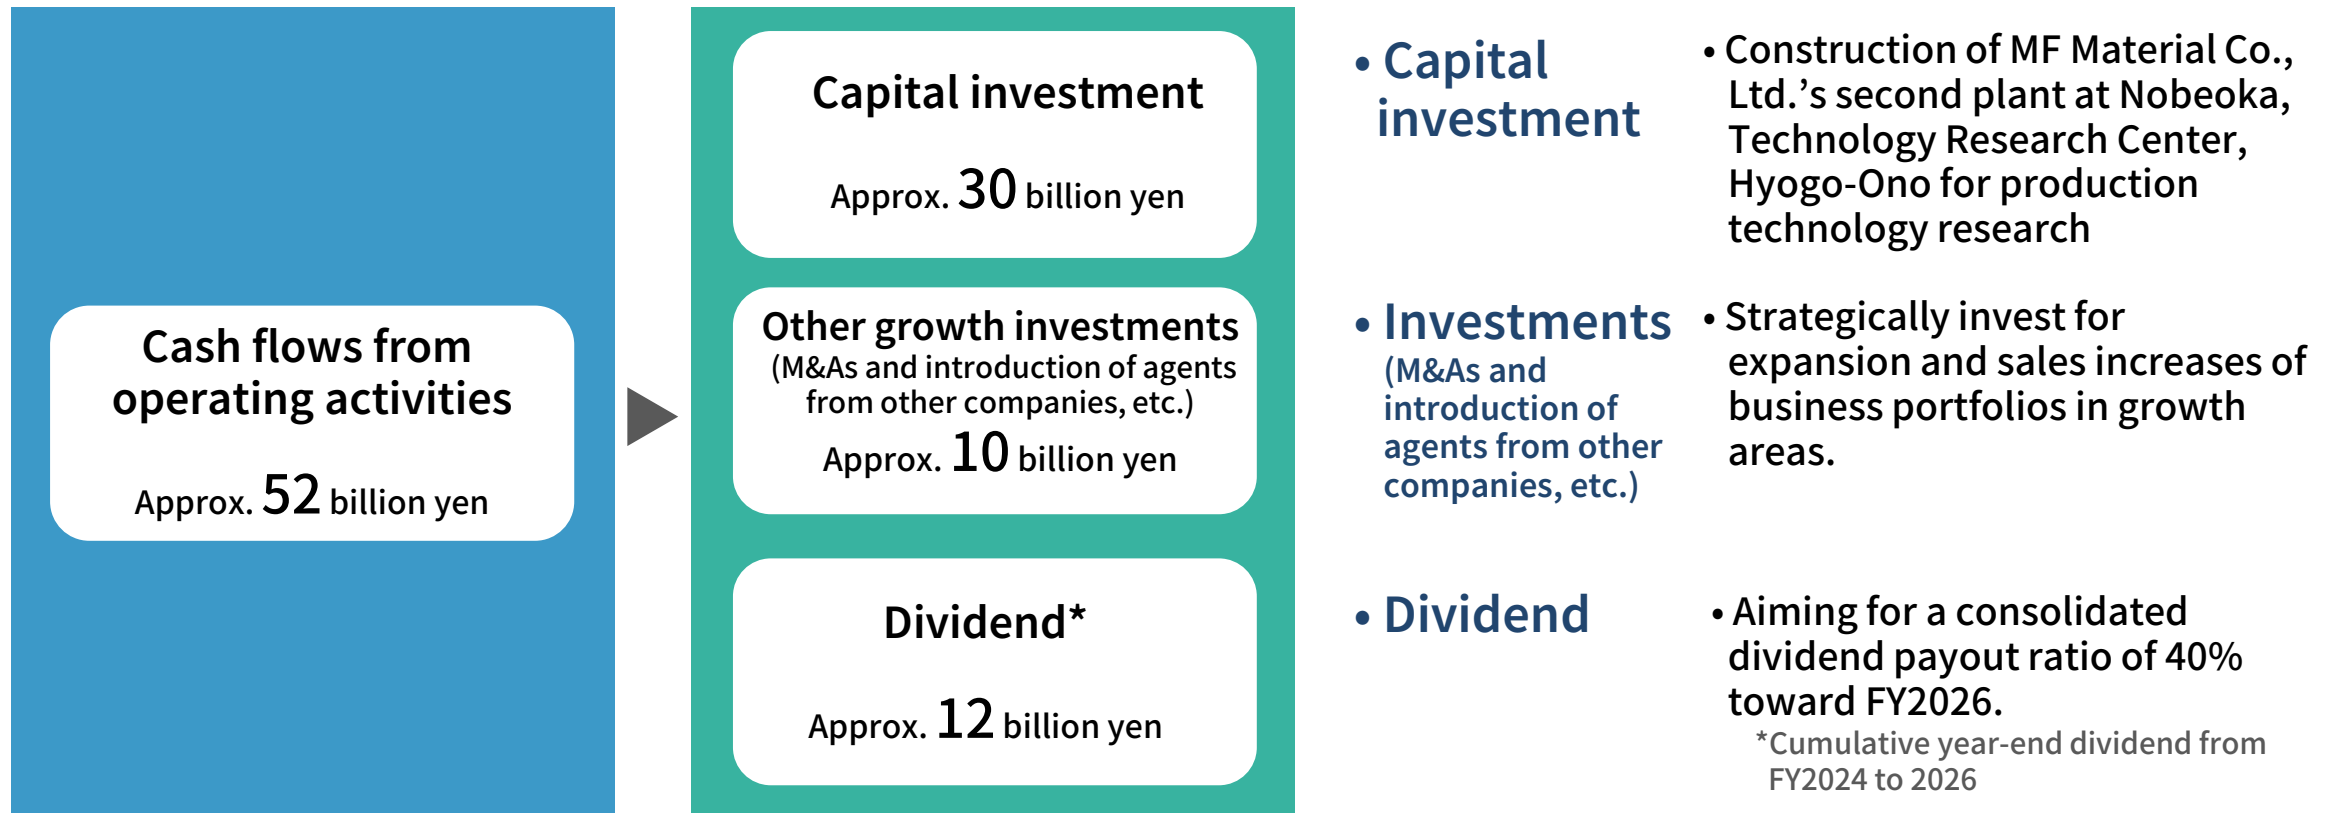 Cash flows from
operating activities
Approx. 52 billion yen
Capital investment
Approx. 30 billion yen
Other growth investments
(M&As and introduction of agents
from other companies, etc.)
Approx. 10 billion yen
Dividend*
Approx. 12 billion yen
• Capital
investment
• Construction of MF Material Co.,
Ltd.’s second plant at Nobeoka,
Technology Research Center,
Hyogo-Ono for production
technology research
• Investments
(M&As and
introduction of
agents from other
companies, etc.)
• Strategically invest for
expansion and sales increases of
business portfolios in growth
areas.
• Dividend
• Aiming for a consolidated
dividend payout ratio of 40%
toward FY2026.
*Cumulative year-end dividend from
FY2024 to 2026